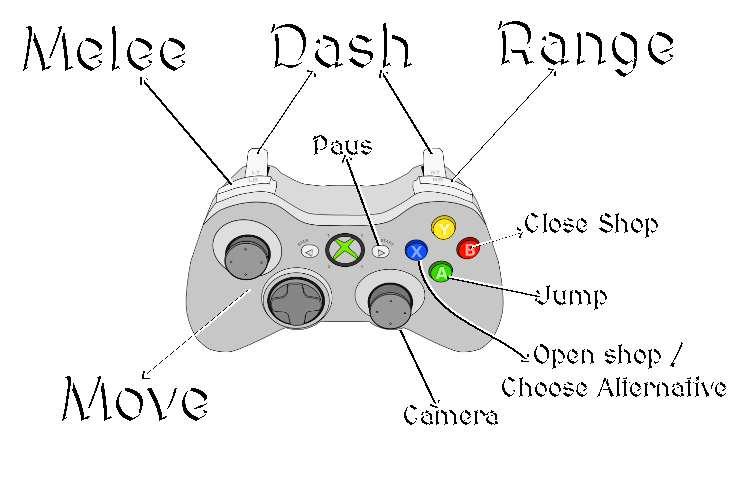 Melee
Dash
Range
Paus
Close Shop
Jump
Open shop /
Choose Alternative
Camera
Move
Y
X
B
A